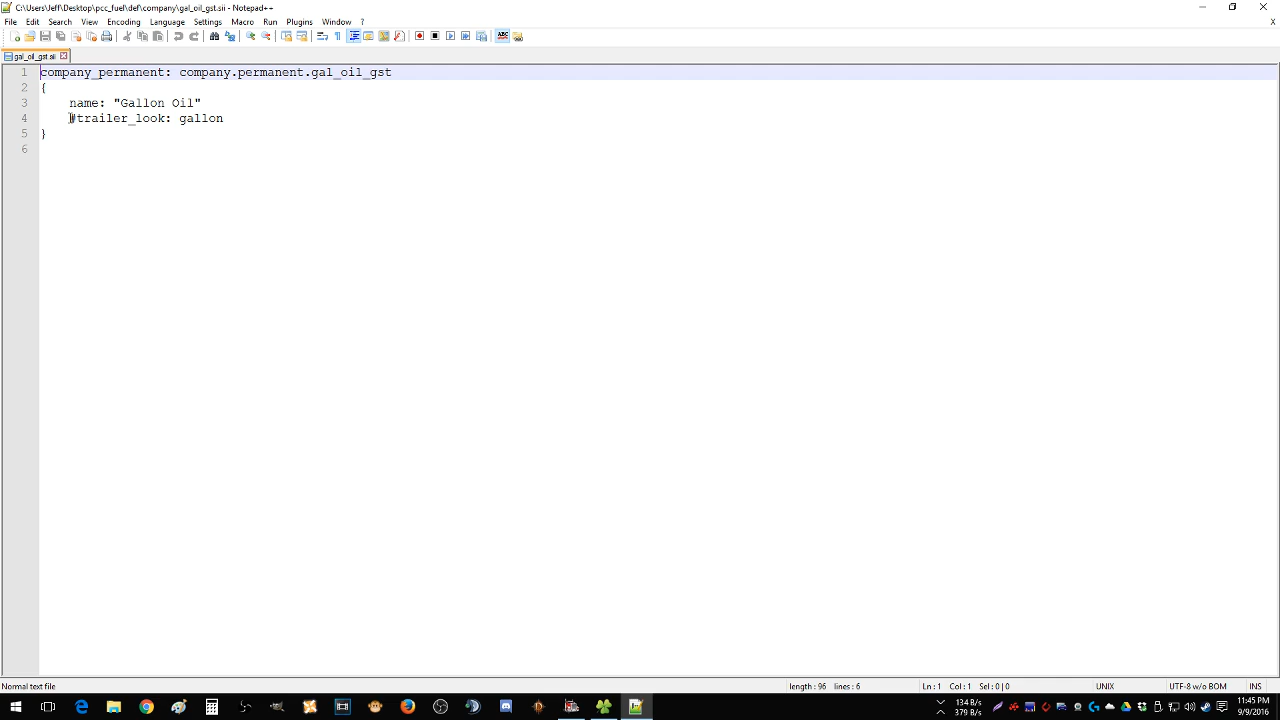 C:\Users\Jeff\Desktop\pcc_fuel\def\company\gal_oil_gst.sii - Notepad++
File Edit Search View Encoding Language Settings Macro Run Plugins Window ? X
gal_oil_gst.sii
1 company_permanent: company.permanent.gal_oil_gst
2 {
3 name: "Gallon Oil"
4 #trailer_look: gallon
5 }
6
Normal text file length : 96 lines : 6 Ln : 1 Col : 1 Sel : 0 | 0 UNIX UTF-8 w/o BOM INS
134 B/s
379 B/s
11:45 PM
9/9/2016